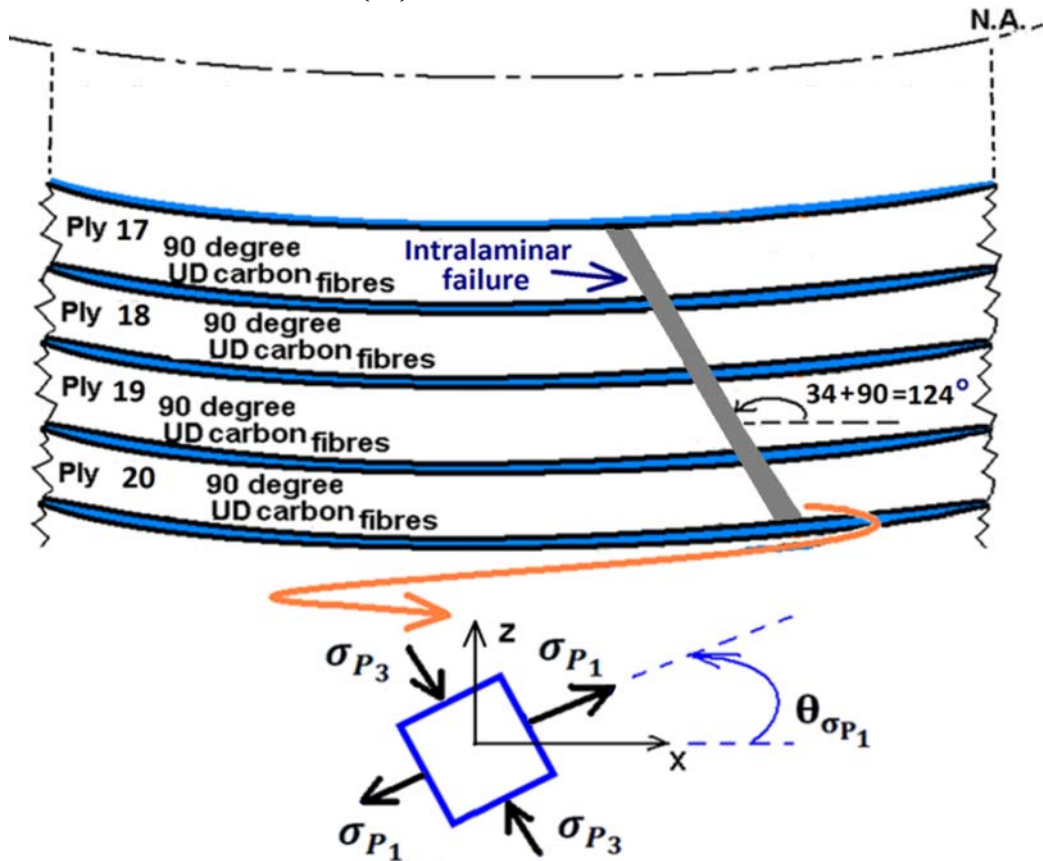 N.A.
Ply 17
90 degree
UD carbon fibres
Intralaminar
failure
Ply 18
90 degree
UD carbon fibres
Ply 19
90 degree
UD carbon fibres
34+90=124°
Ply 20
90 degree
UD carbon fibres
σP3
z
σP1
θσP1
x
σP1
σP3